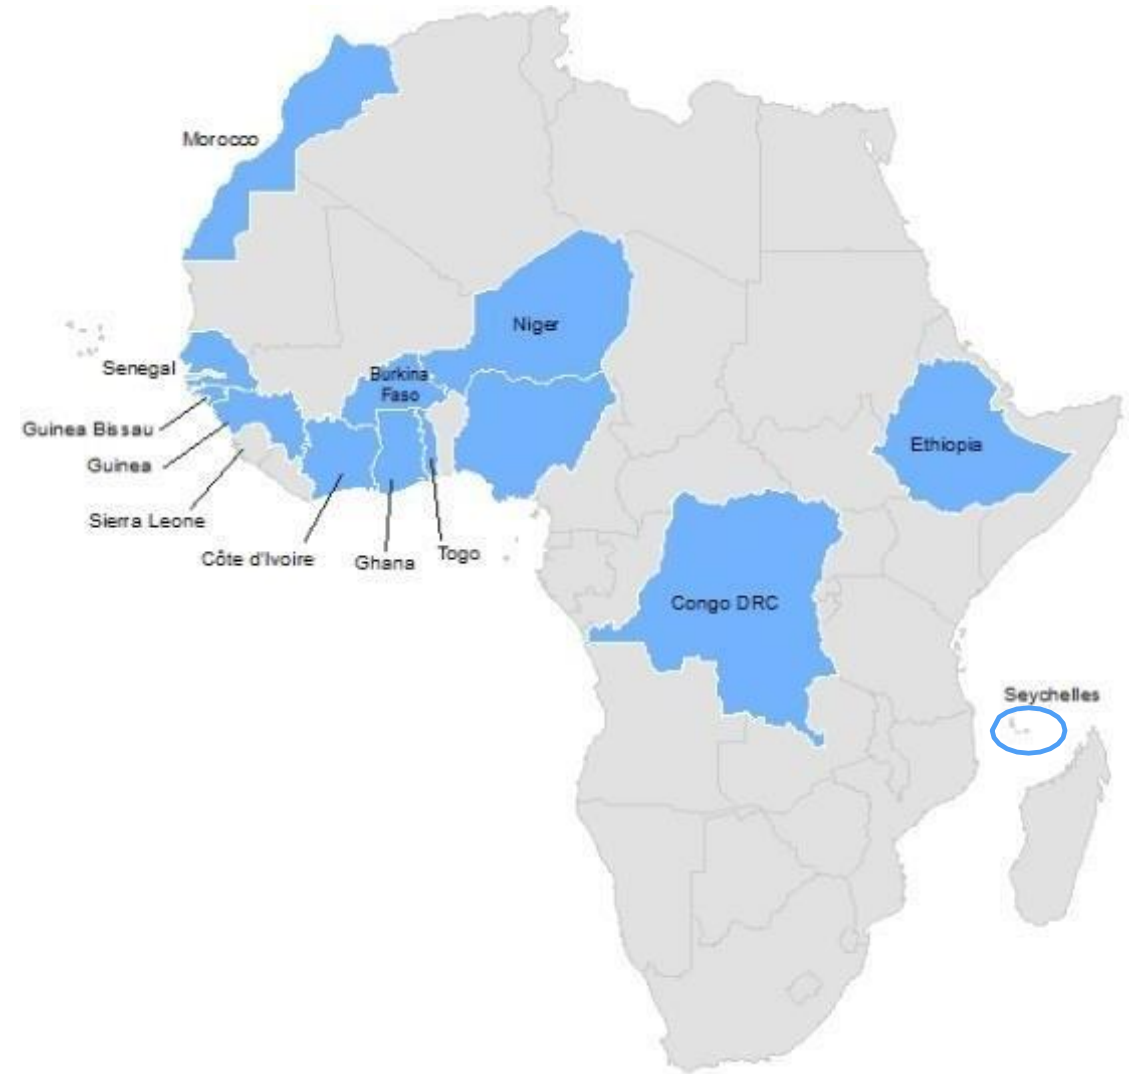 Morocco
Niger
Senegal
Burkina
Faso
Guinea Bissau
Ethiopia
Guinea
Sierra Leone
Côte d'Ivoire
Ghana
Togo
Congo DRC
Seychelles